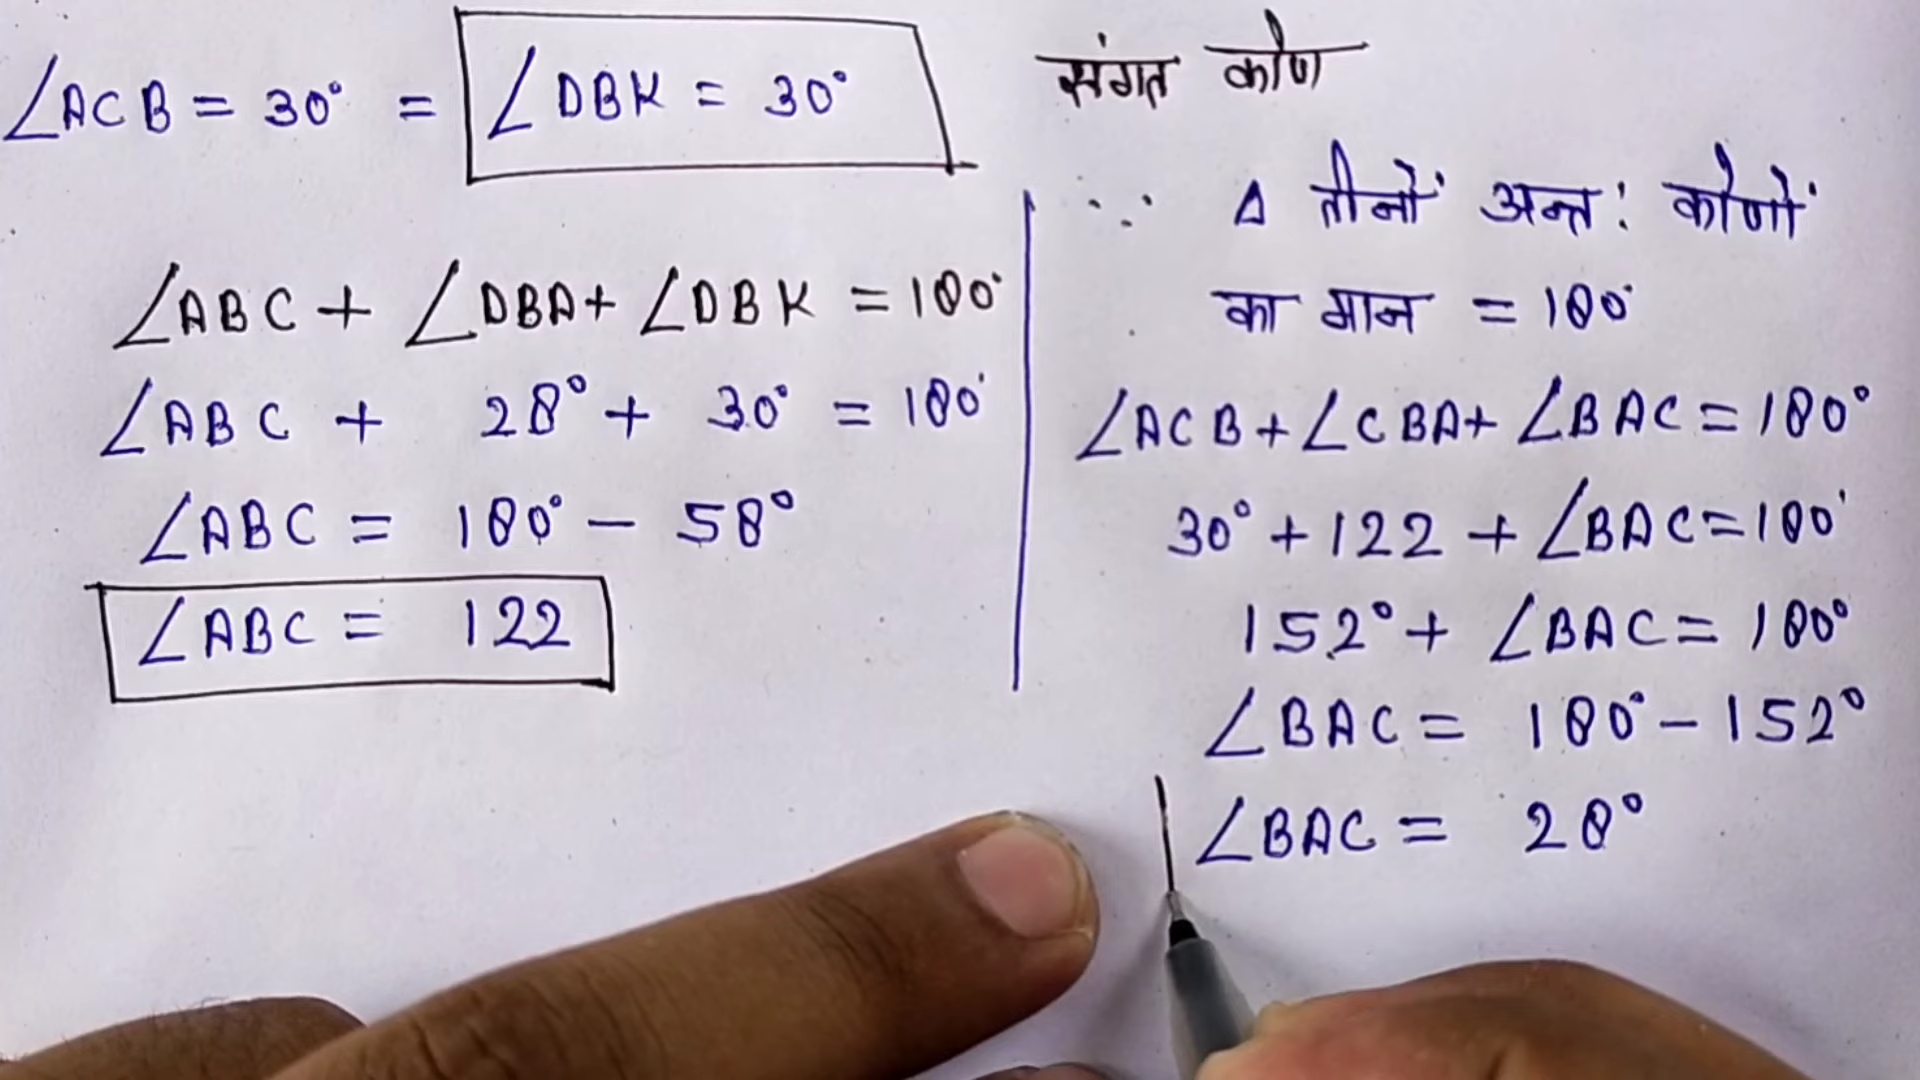 ∠ACB = 30° = ∠DBK = 30° संगत कोण
∠ABC + ∠DBA + ∠DBK = 180°
∠ABC + 28° + 30° = 180°
∠ABC = 180° - 58°
∠ABC = 122
∵ Δ तीनों अन्त: कोणों
का मान = 180°
∠ACB + ∠CBA + ∠BAC = 180°
30° + 122 + ∠BAC = 180°
152° + ∠BAC = 180°
∠BAC = 180° - 152°
∠BAC = 28°